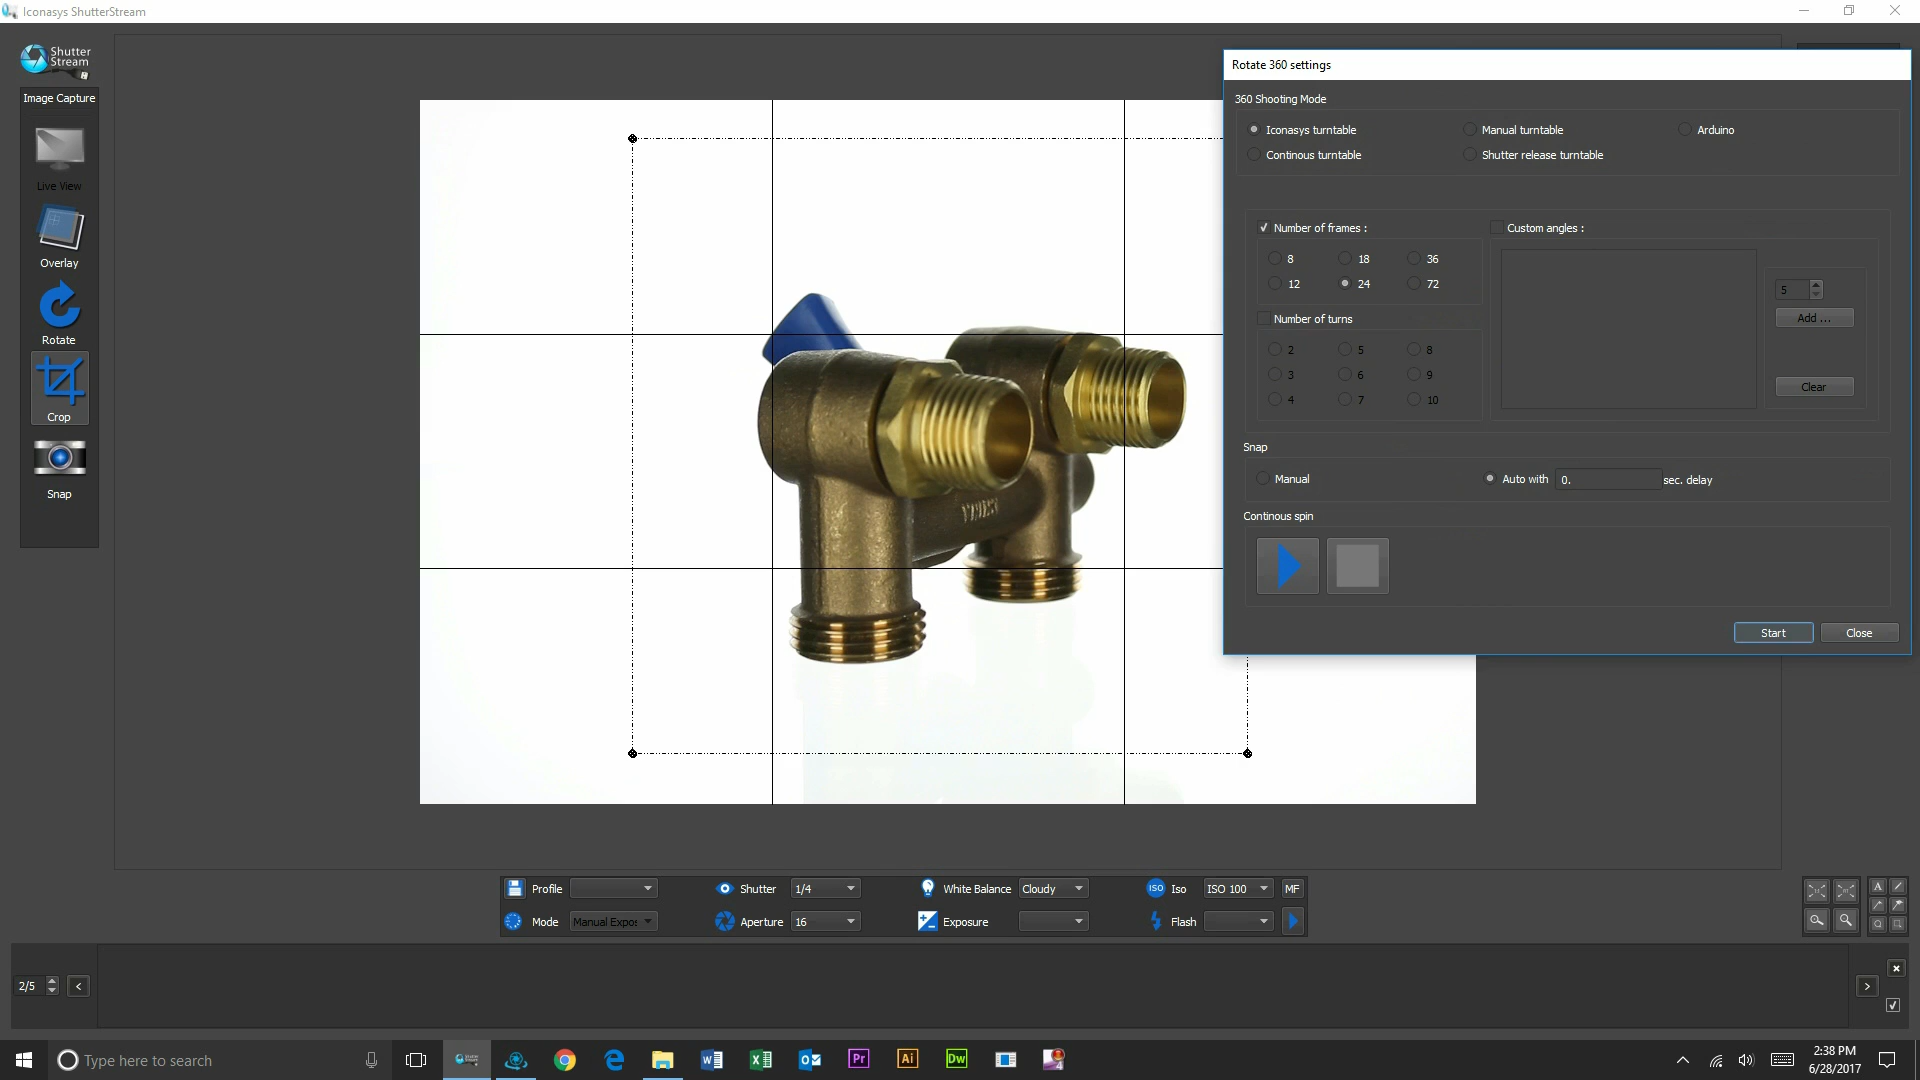 Iconasys ShutterStream
Shutter
Stream
Image Capture
Live View
Overlay
Rotate
Crop
Snap
Rotate 360 settings
360 Shooting Mode
Iconasys turntable
Manual turntable
Arduino
Continous turntable
Shutter release turntable
Number of frames :
Custom angles :
8
18
36
12
24
72
5
Add ...
Number of turns
2
5
8
3
6
9
4
7
10
Clear
Snap
Manual
Auto with
0.
sec. delay
Continous spin
Start
Close
Profile
Shutter
1/4
White Balance
Cloudy
ISO
Iso
ISO 100
MF
Mode
Manual Expo
Aperture
16
Exposure
Flash
A
2/5
<
>
Type here to search
Pr
Ai
Dw
2:38 PM
6/28/2017